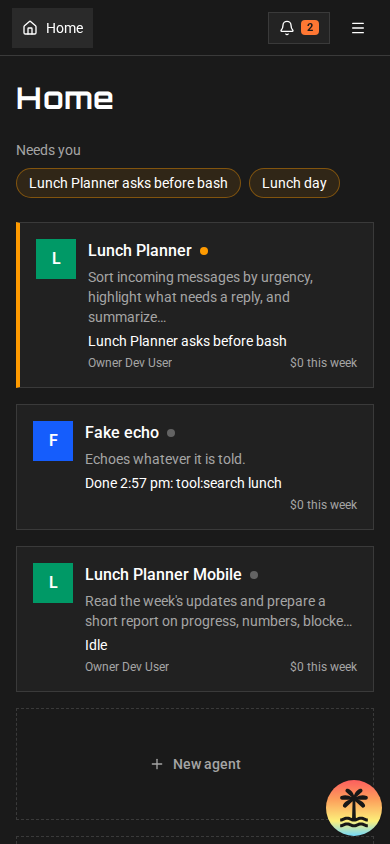 Home
2
Home
Needs you
Lunch Planner asks before bash
Lunch day
L
Lunch Planner
Sort incoming messages by urgency,
highlight what needs a reply, and
summarize...
Lunch Planner asks before bash
Owner Dev User
$0 this week
F
Fake echo
Echoes whatever it is told.
Done 2:57 pm: tool:search lunch
$0 this week
L
Lunch Planner Mobile
Read the week's updates and prepare a
short report on progress, numbers, blocke...
Idle
Owner Dev User
$0 this week
New agent